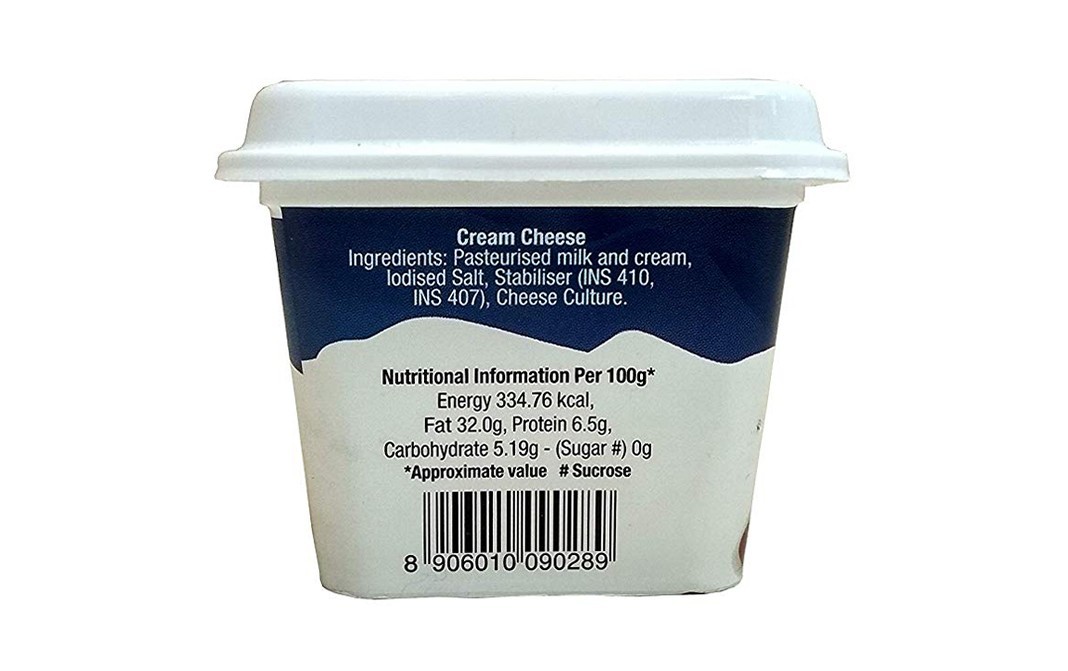 Cream Cheese
Ingredients: Pasteurised milk and cream,
Iodised Salt, Stabiliser (INS 410,
INS 407), Cheese Culture.
Nutritional Information Per 100g*
Energy 334.76 kcal,
Fat 32.0g, Protein 6.5g,
Carbohydrate 5.19g - (Sugar #) 0g
*Approximate value # Sucrose
8 906010 090289